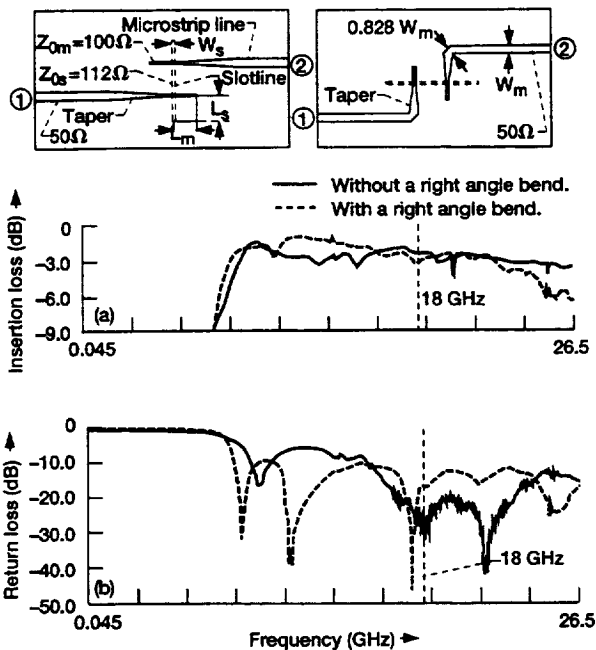 Z0m=100Ω
Ws
Microstrip line
Z0s=112Ω
Slotline
②
①
Taper
Ls
Lm
50Ω
0.828 Wm
②
Wm
Taper
①
50Ω
Without a right angle bend.
With a right angle bend.
Insertion loss (dB)
0
-3.0
-6.0
-9.0
(a)
18 GHz
0.045
26.5
Return loss (dB)
0
-10.0
-20.0
-30.0
-40.0
-50.0
(b)
18 GHz
0.045
26.5
Frequency (GHz)